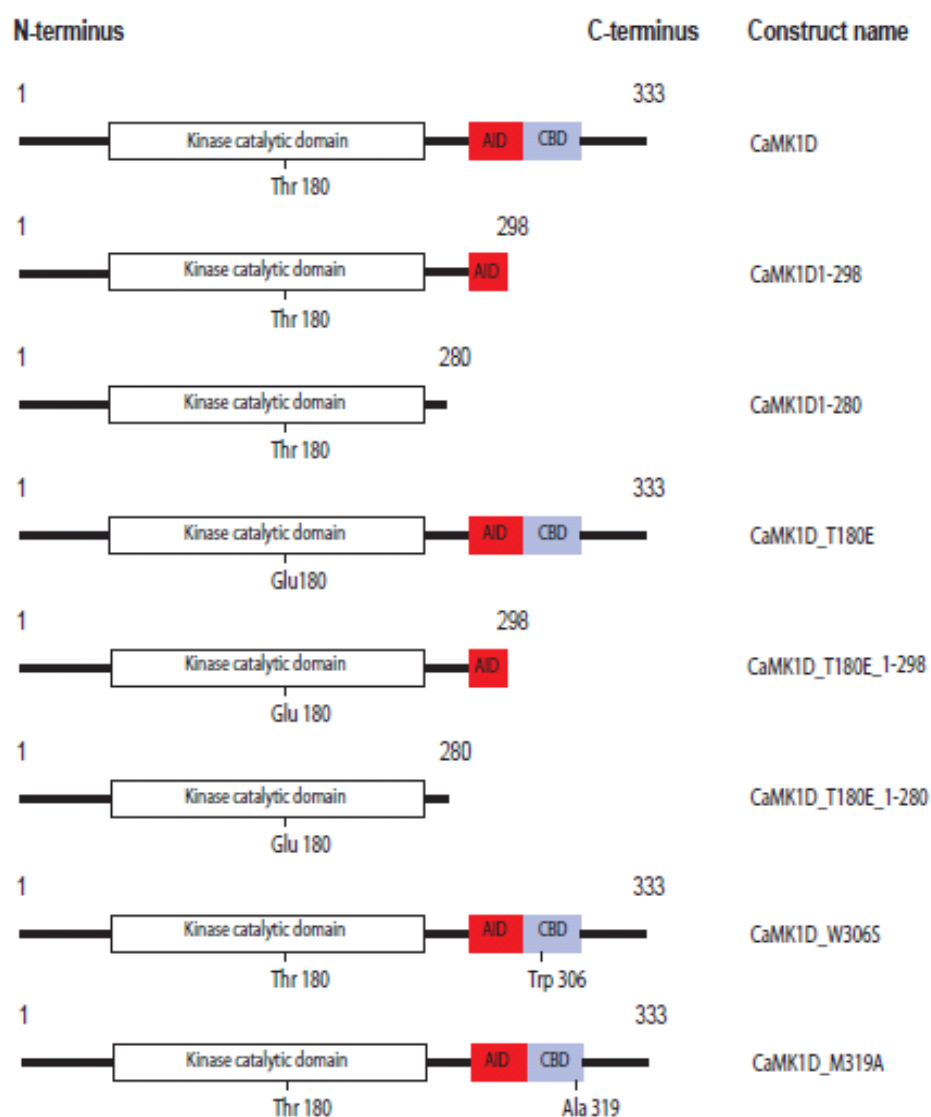 N-terminus C-terminus Construct name
1 333
Kinase catalytic domain AID CBD CaMK1D
Thr 180
1 298
Kinase catalytic domain AID CaMK1D1-298
Thr 180
1 280
Kinase catalytic domain CaMK1D1-280
Thr 180
1 333
Kinase catalytic domain AID CBD CaMK1D_T180E
Glu180
1 298
Kinase catalytic domain AID CaMK1D_T180E_1-298
Glu 180
1 280
Kinase catalytic domain CaMK1D_T180E_1-280
Glu 180
1 333
Kinase catalytic domain AID CBD CaMK1D_W306S
Thr 180 Trp 306
1 333
Kinase catalytic domain AID CBD CaMK1D_M319A
Thr 180 Ala 319